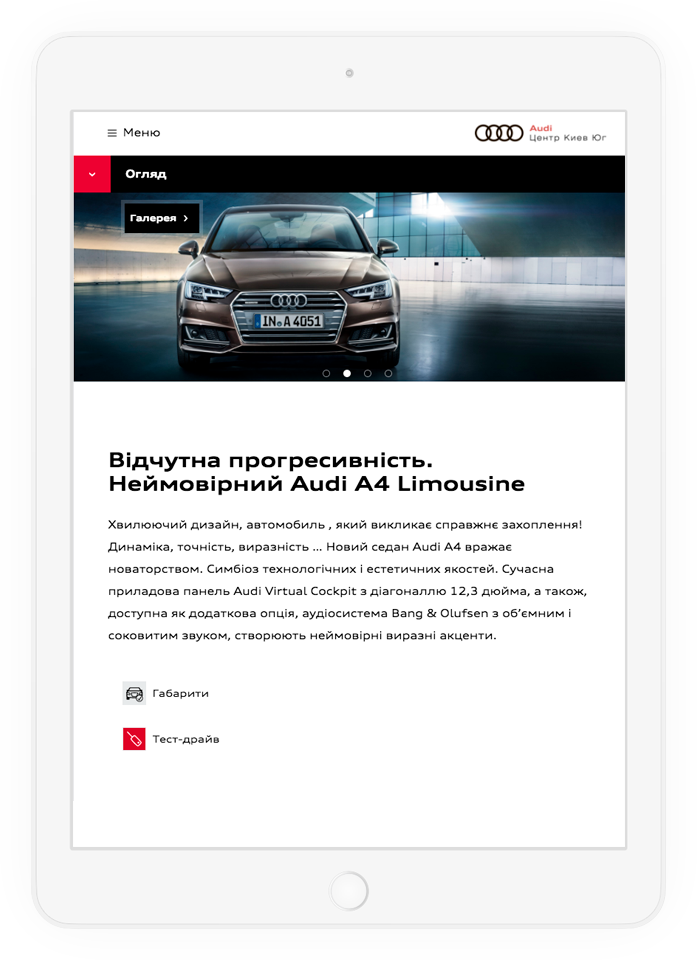 Меню
Audi
Центр Киев Юг
Огляд
Галерея
IN A 4051
Відчутна прогресивність.
Неймовірний Audi A4 Limousine
Хвилюючий дизайн, автомобиль , який викликає справжнє захоплення!
Динаміка, точність, виразність ... Новий седан Audi A4 вражає
новаторством. Симбіоз технологічних і естетичних якостей. Сучасна
приладова панель Audi Virtual Cockpit з діагоналлю 12,3 дюйма, а також,
доступна як додаткова опція, аудіосистема Bang & Olufsen з об’ємним і
соковитим звуком, створюють неймовірні виразні акценти.
Габарити
Тест-драйв